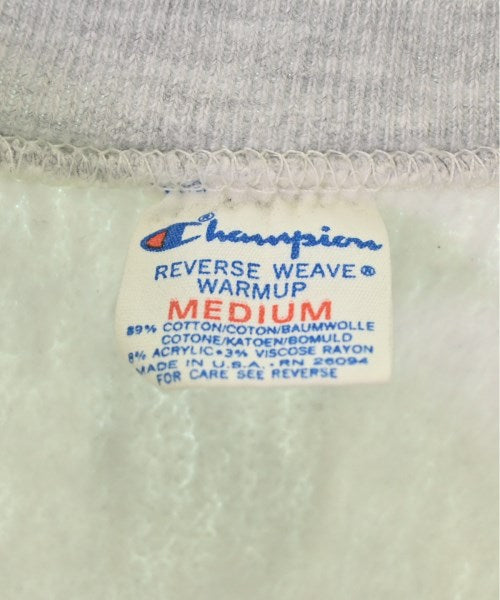 Champion®
REVERSE WEAVE®
WARMUP
MEDIUM
89% COTTON/COTON/BAUMWOLLE
COTONE/KATOEN/BOMULD
8% ACRYLIC•3% VISCOSE RAYON
MADE IN U.S.A.•RN 26094
FOR CARE SEE REVERSE